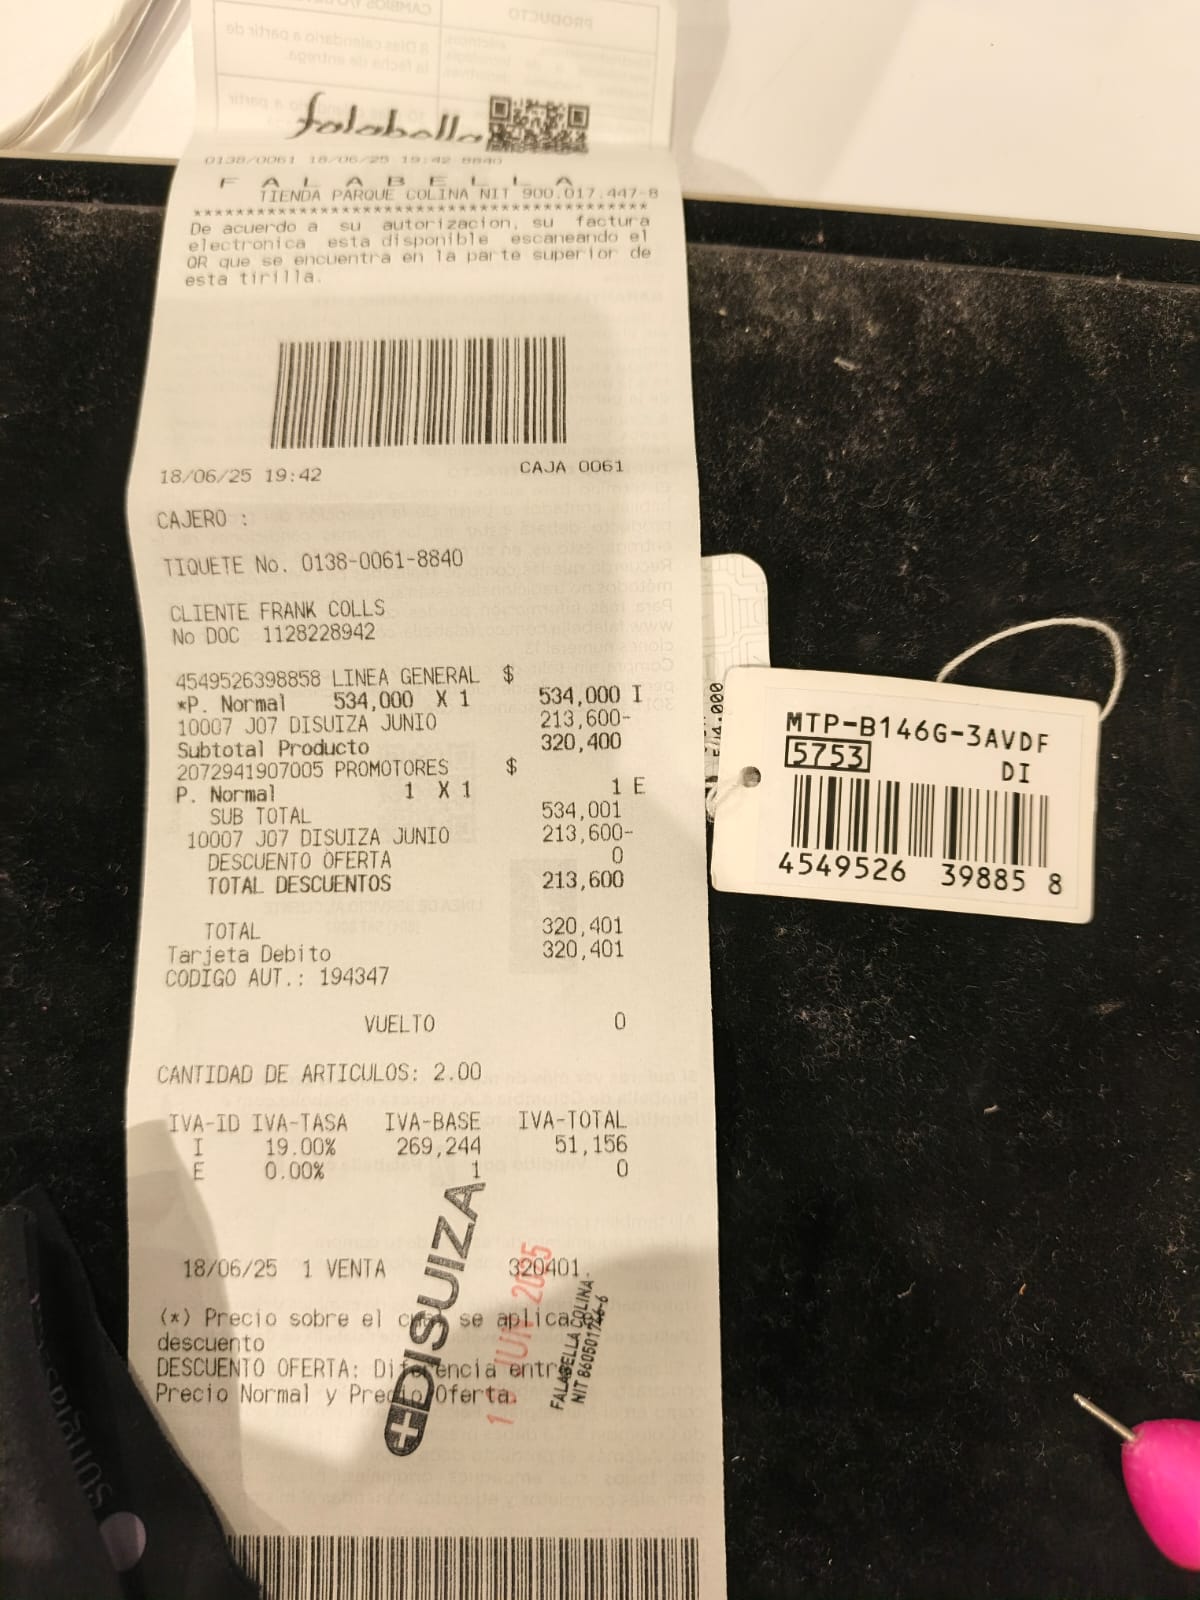 PRODUCTO
falabella
0138/0061 18/06/25 19:42 8840
F A L A B E L L A
TIENDA PARQUE COLINA NIT 900.017.447-8
******************************************
De acuerdo a su autorizacion, su factura
electronica esta disponible escaneando el
QR que se encuentra en la parte superior de
esta tirilla.
18/06/25 19:42 CAJA 0061
CAJERO :
TIQUETE No. 0138-0061-8840
CLIENTE FRANK COLLS
No DOC 1128228942
4549526398858 LINEA GENERAL $
*P. Normal 534,000 X 1 534,000 I
10007 J07 DISUIZA JUNIO 213,600-
Subtotal Producto 320,400
2072941907005 PROMOTORES $
P. Normal 1 X 1 1 E
SUB TOTAL 534,001
10007 J07 DISUIZA JUNIO 213,600-
DESCUENTO OFERTA 0
TOTAL DESCUENTOS 213,600
TOTAL 320,401
Tarjeta Debito 320,401
CODIGO AUT.: 194347
VUELTO 0
CANTIDAD DE ARTICULOS: 2.00
IVA-ID IVA-TASA IVA-BASE IVA-TOTAL
I 19.00% 269,244 51,156
E 0.00% 1 0
18/06/25 1 VENTA 320401.
(*) Precio sobre el cual se aplica
descuento
DESCUENTO OFERTA: Diferencia entre
Precio Normal y Precio Oferta.
DISUIZA
JUN 2025
FALABELLA COLINA
MTP-B146G-3AVDF
5753
DI
4549526 39885 8